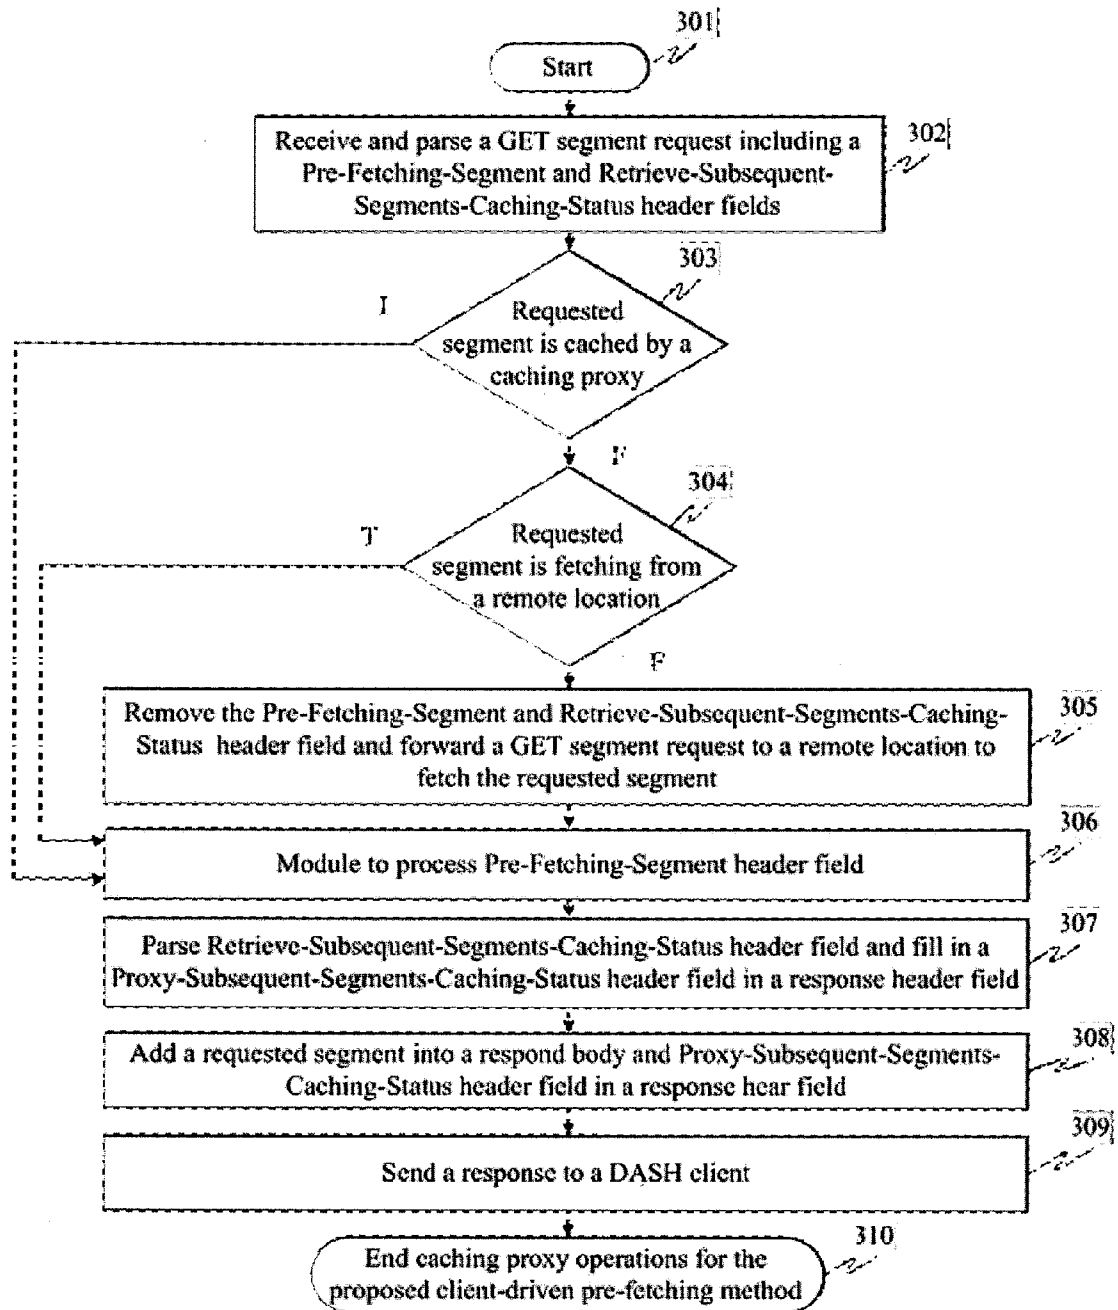 301
Start
302
Receive and parse a GET segment request including a
Pre-Fetching-Segment and Retrieve-Subsequent-
Segments-Caching-Status header fields
303
T
Requested
segment is cached by a
caching proxy
F
304
T
Requested
segment is fetching from
a remote location
F
305
Remove the Pre-Fetching-Segment and Retrieve-Subsequent-Segments-Caching-
Status header field and forward a GET segment request to a remote location to
fetch the requested segment
306
Module to process Pre-Fetching-Segment header field
307
Parse Retrieve-Subsequent-Segments-Caching-Status header field and fill in a
Proxy-Subsequent-Segments-Caching-Status header field in a response header field
308
Add a requested segment into a respond body and Proxy-Subsequent-Segments-
Caching-Status header field in a response hear field
309
Send a response to a DASH client
310
End caching proxy operations for the
proposed client-driven pre-fetching method